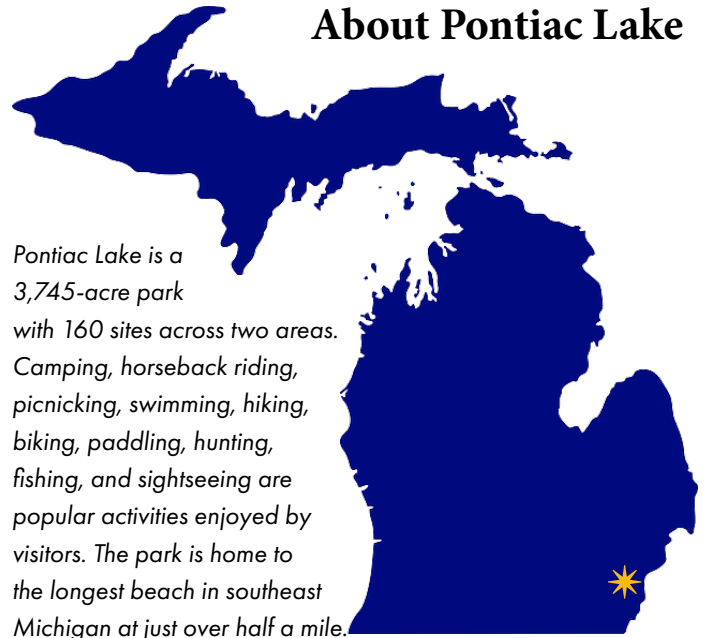 About Pontiac Lake
Pontiac Lake is a
3,745-acre park
with 160 sites across two areas.
Camping, horseback riding,
picnicking, swimming, hiking,
biking, paddling, hunting,
fishing, and sightseeing are
popular activities enjoyed by
visitors. The park is home to
the longest beach in southeast
Michigan at just over half a mile.